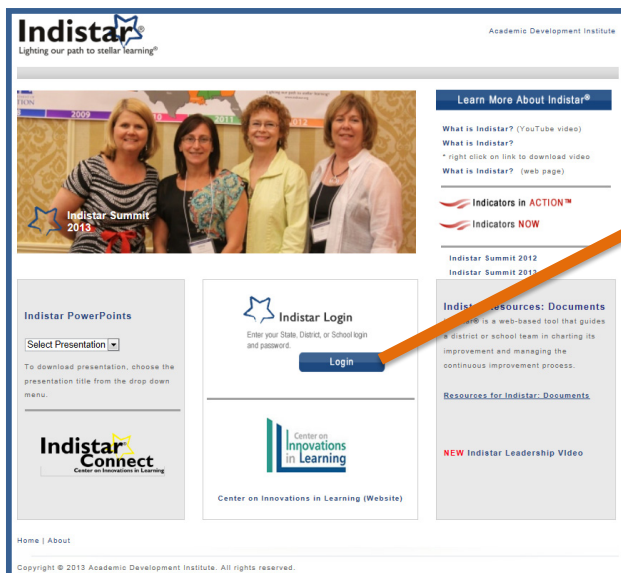 Indistar®
Lighting our path to stellar learning®
Academic Development Institute
2009
10
11
2012
Indistar Summit
2013
Learn More About Indistar®
What is Indistar? (YouTube video)
What is Indistar?
* right click on link to download video
What is Indistar? (web page)
Indicators in ACTION™
Indicators NOW
Indistar Summit 2012
Indistar Summit 2013
Indistar PowerPoints
Select Presentation
To download presentation, choose the
presentation title from the drop down
menu.
Indistar
Connect
Center on Innovations in Learning
Indistar Login
Enter your State, District, or School login
and password.
Login
Center on
Innovations
in Learning
Center on Innovations in Learning (Website)
Indistar Resources: Documents
is a web-based tool that guides
a district or school team in charting its
improvement and managing the
continuous improvement process.
Resources for Indistar: Documents
NEW Indistar Leadership VIdeo
Home | About
Copyright © 2013 Academic Development Institute. All rights reserved.